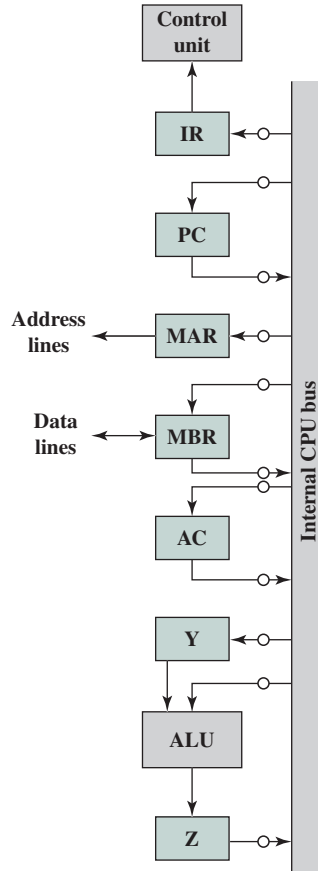 Control
unit
IR
PC
Address
lines
MAR
Data
lines
MBR
AC
Y
ALU
Z
Internal CPU bus